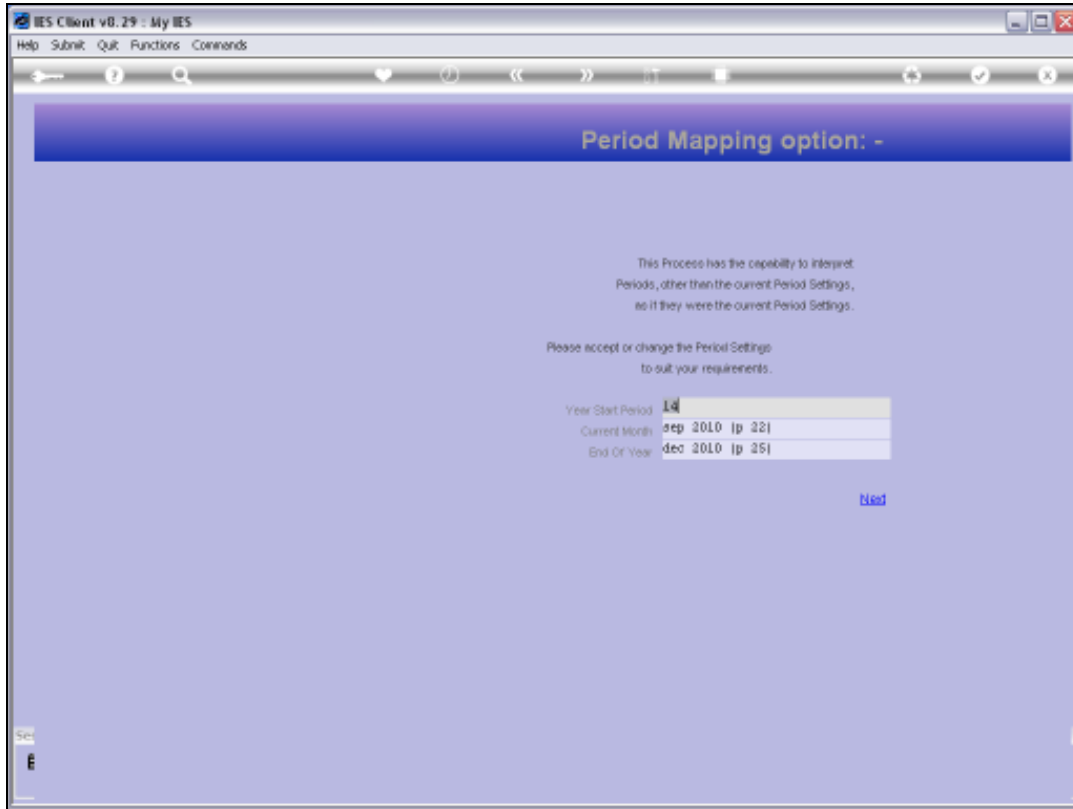 IES Client v8.29 : My IES
Help Submit Quit Functions Commands
Period Mapping option: -
This Process has the capability to interpret
Periods, other than the current Period Settings,
as if they were the current Period Settings.
Please accept or change the Period Settings
to suit your requirements.
Year Start Period 14
Current Month sep 2010 (p 22)
End Of Year dec 2010 (p 25)
Next